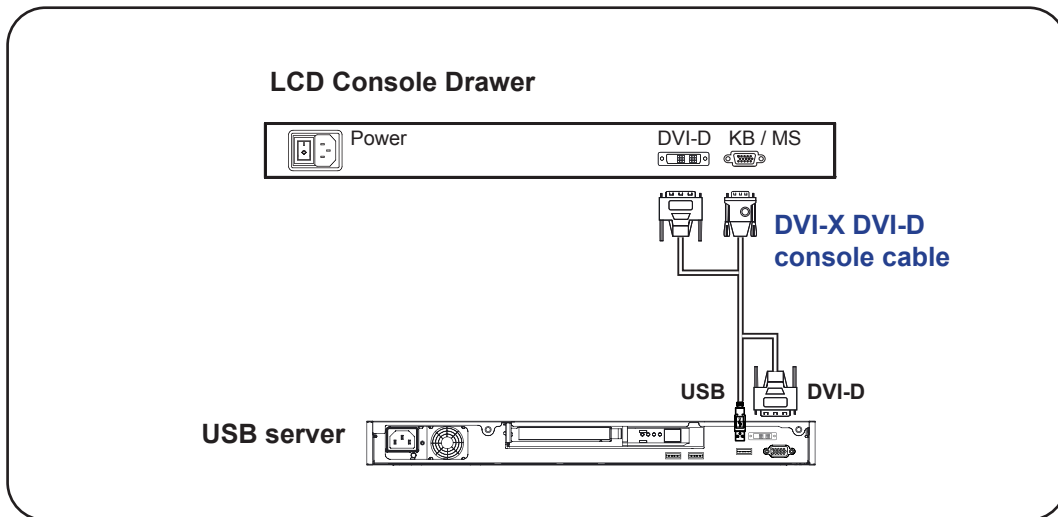 LCD Console Drawer
Power
DVI-D KB / MS
DVI-X DVI-D
console cable
USB
DVI-D
USB server